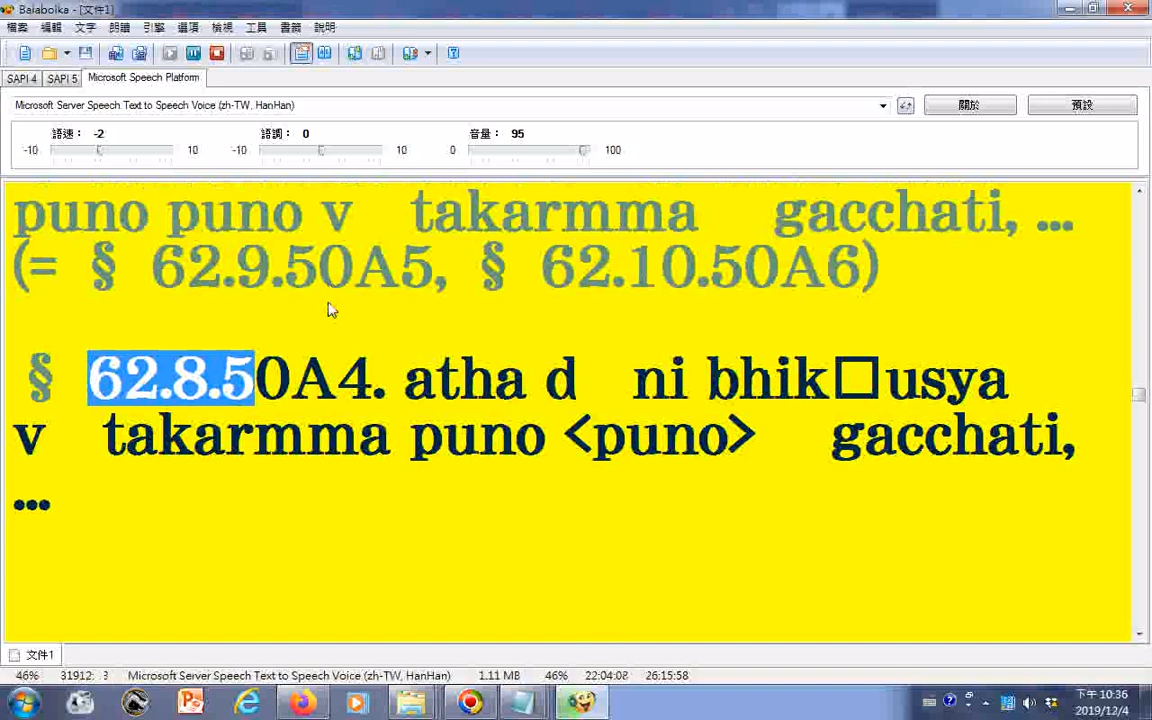 Balabolka - [文件1]
檔案 編輯 文字 朗讀 引擎 選項 檢視 工具 書籤 說明
SAPI 4 SAPI 5 Microsoft Speech Platform
Microsoft Server Speech Text to Speech Voice (zh-TW, HanHan) 關於 預設
語速： -2 語調： 0 音量： 95
-10 10 -10 10 0 100
puno puno v takarmma gacchati, ...
(= § 62.9.50A5, § 62.10.50A6)
§ 62.8.50A4. atha d ni bhik□usya
v takarmma puno <puno> gacchati,
...
文件1
46% 31912: 3 Microsoft Server Speech Text to Speech Voice (zh-TW, HanHan) 1.11 MB 46% 22:04:08 26:15:58
下午 10:36
2019/12/4